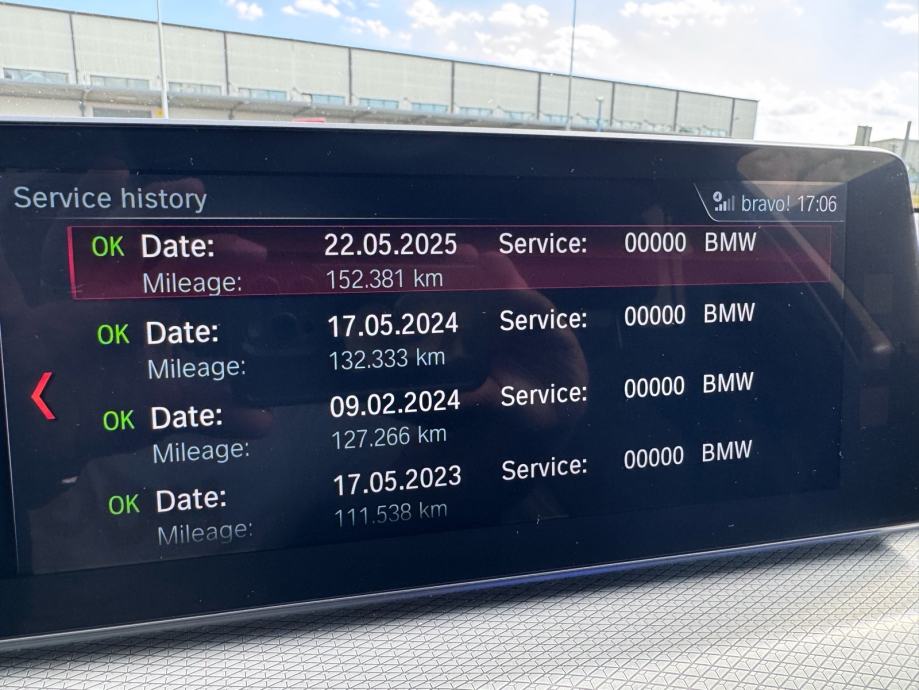 Service history
bravo! 17:06
OK Date: 22.05.2025 Service: 00000 BMW
Mileage: 152.381 km
OK Date: 17.05.2024 Service: 00000 BMW
Mileage: 132.333 km
OK Date: 09.02.2024 Service: 00000 BMW
Mileage: 127.266 km
OK Date: 17.05.2023 Service: 00000 BMW
Mileage: 111.538 km